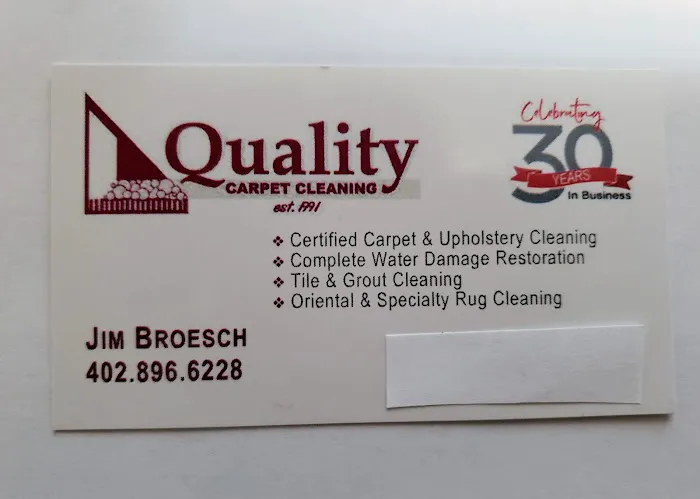 Quality
CARPET CLEANING
est. 1991
Celebrating
30
YEARS
In Business
❖ Certified Carpet & Upholstery Cleaning
❖ Complete Water Damage Restoration
❖ Tile & Grout Cleaning
❖ Oriental & Specialty Rug Cleaning
JIM BROESCH
402.896.6228